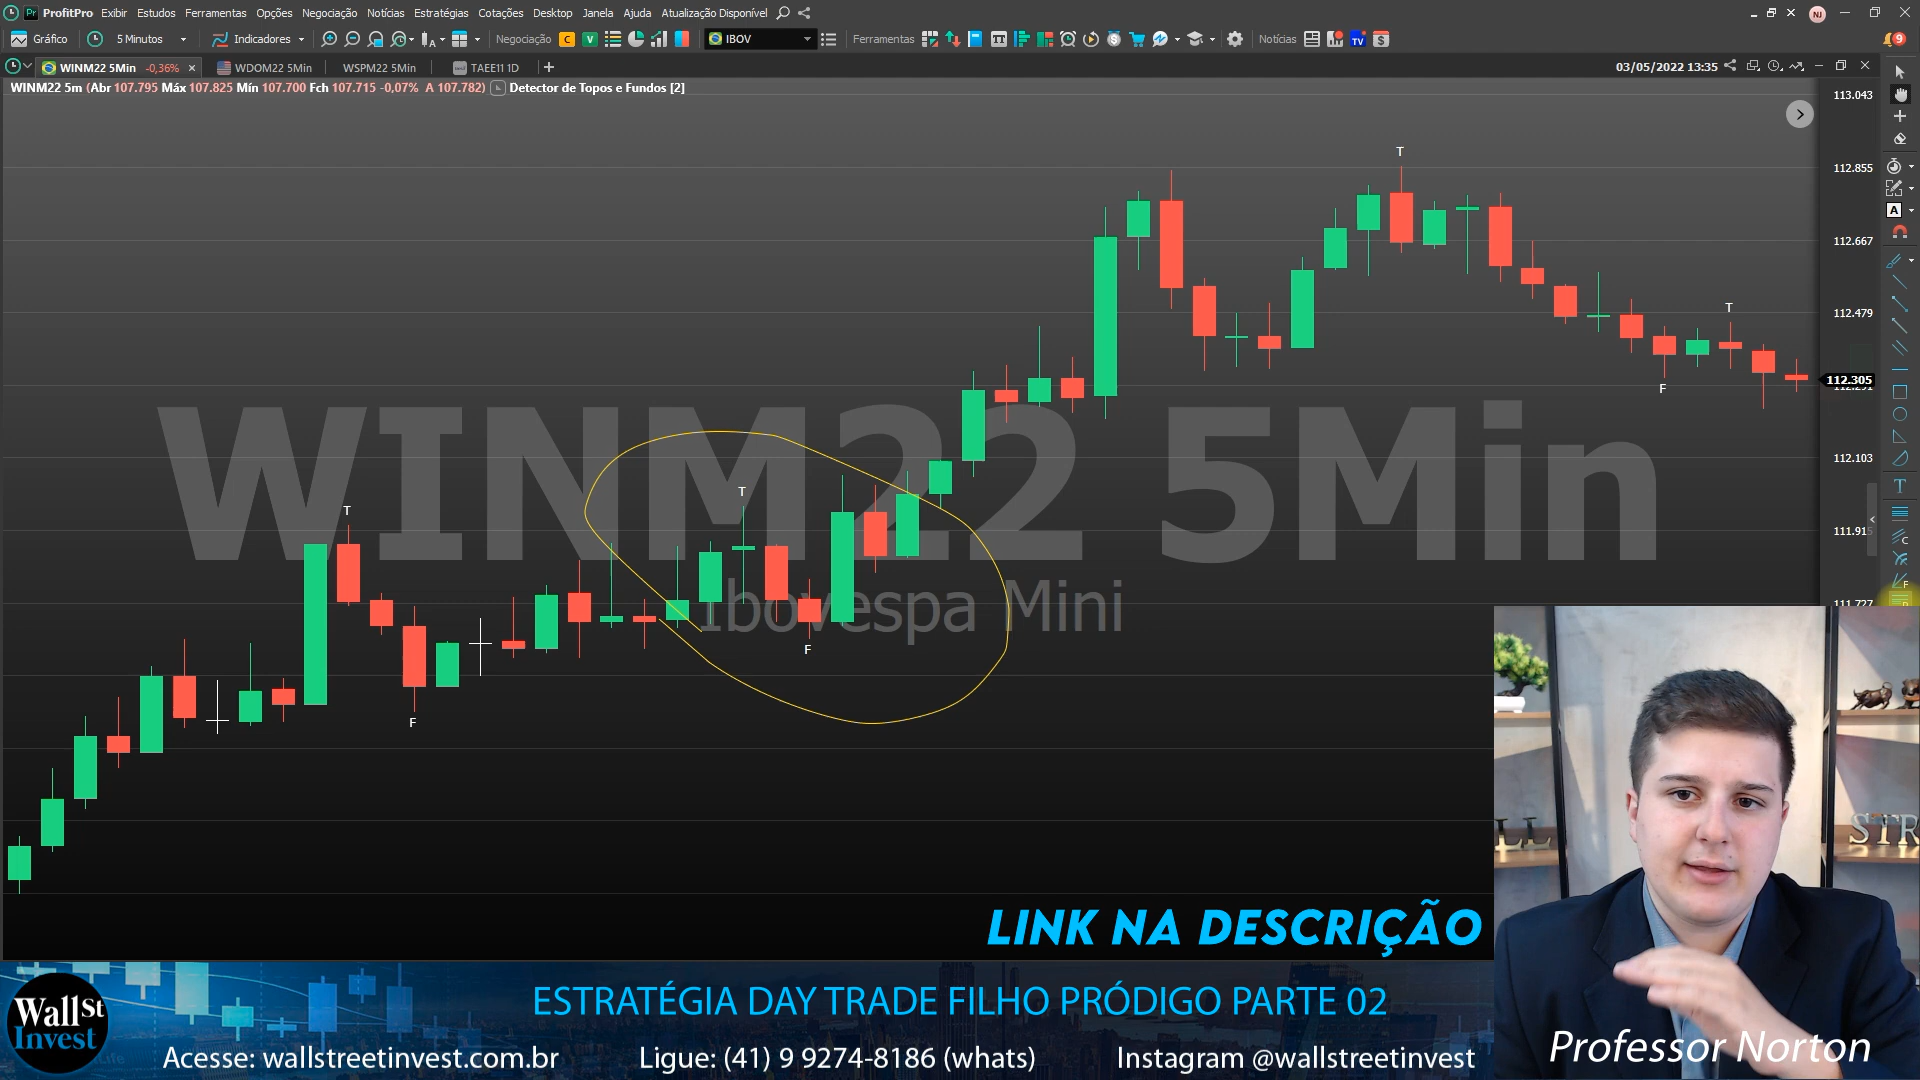 ProfitPro Exibir Estudos Ferramentas Opções Negociação Notícias Estratégias Cotações Desktop Janela Ajuda Atualização Disponível
NJ
Gráfico 5 Minutos Indicadores Negociação C V IBOV Ferramentas Notícias TV 9
WINM22 5Min -0,36% WDOM22 5Min WSPM22 5Min TAEE11 1D
03/05/2022 13:35
WINM22 5m (Abr 107.795 Máx 107.825 Mín 107.700 Fch 107.715 -0,07% A 107.782) Detector de Topos e Fundos [2]
113.043
T
112.855
112.667
T
112.479
112.305
F
WINM22 5Min
112.103
T
T
111.915
Ibovespa Mini
111.727
F
F
LINK NA DESCRIÇÃO
Wall St
Invest
ESTRATÉGIA DAY TRADE FILHO PRÓDIGO PARTE 02
Acesse: wallstreetinvest.com.br Ligue: (41) 9 9274-8186 (whats) Instagram @wallstreetinvest
Professor Norton